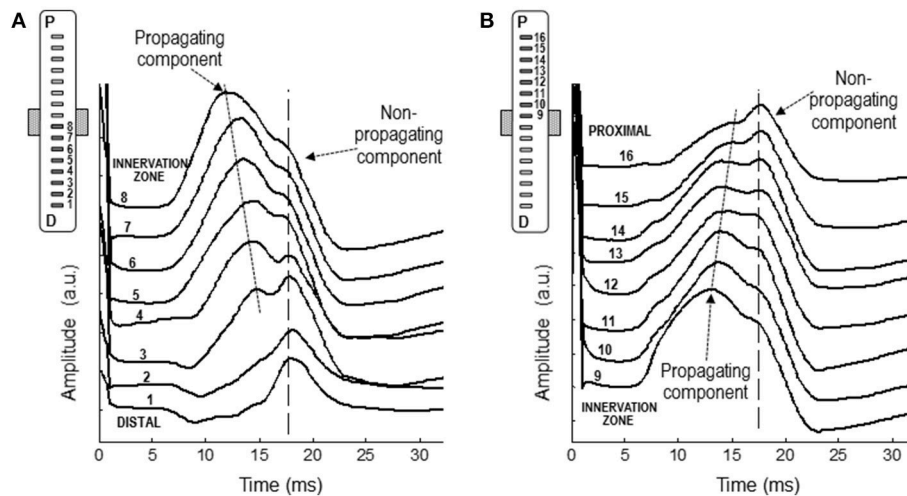 A
P
8
7
6
5
4
3
2
1
D
Propagating
component
Non-
propagating
component
INNERVATION
ZONE
8
7
6
5
4
3
2
1
DISTAL
Amplitude (a.u.)
0 5 10 15 20 25 30
Time (ms)
B
P
16
15
14
13
12
11
10
9
D
Non-
propagating
component
PROXIMAL
16
15
14
13
12
11
10
9
Propagating
component
INNERVATION
ZONE
Amplitude (a.u.)
0 5 10 15 20 25 30
Time (ms)